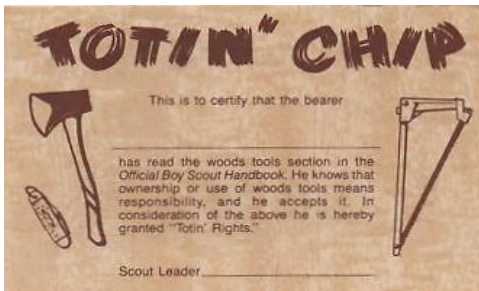 TOTIN" CHIP
This is to certify that the bearer
has read the woods tools section in the
Official Boy Scout Handbook. He knows that
ownership or use of woods tools means
responsibility, and he accepts it. In
consideration of the above he is hereby
granted "Totin' Rights."
Scout Leader